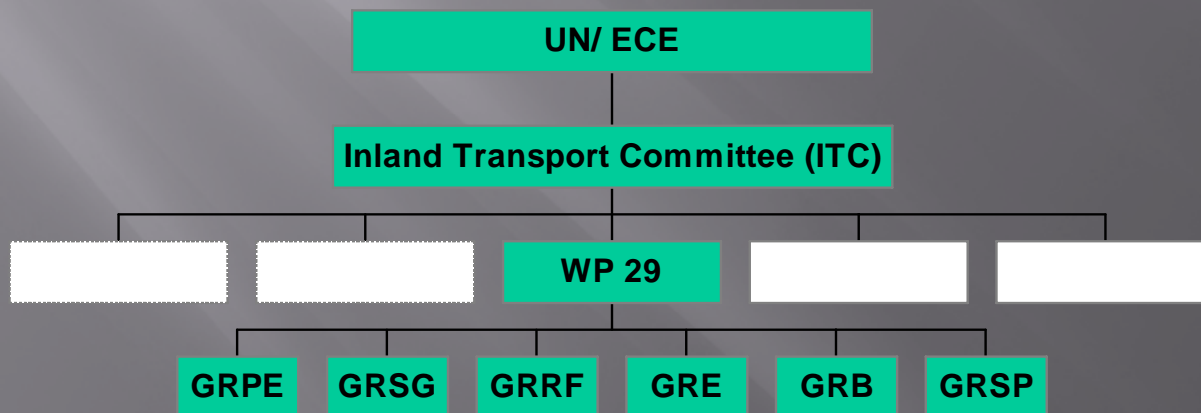 UN/ ECE
Inland Transport Committee (ITC)
WP 29
GRPE GRSG GRRF GRE GRB GRSP